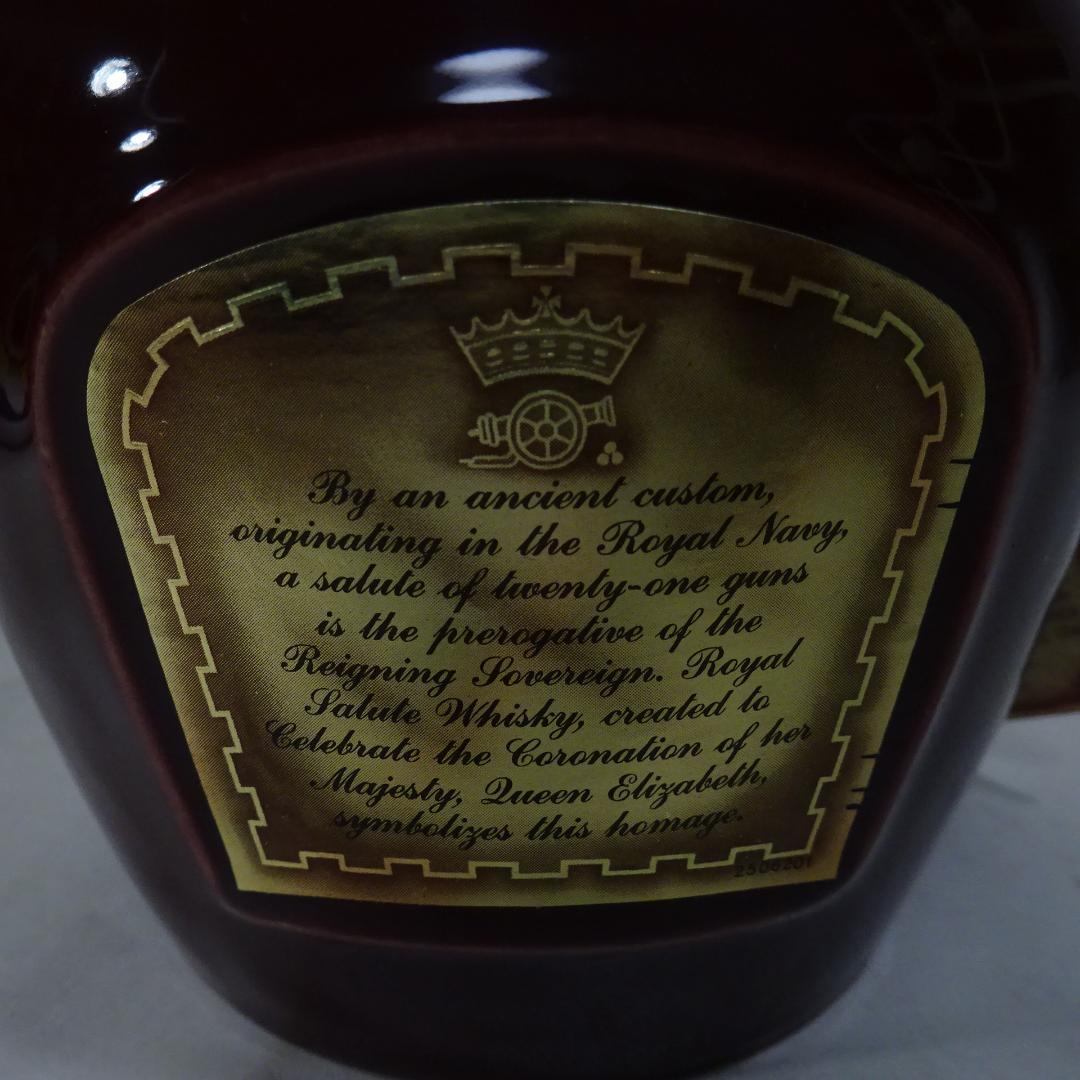 By an ancient custom,
originating in the Royal Navy,
a salute of twenty-one guns
is the prerogative of the
Reigning Sovereign. Royal
Salute Whisky, created to
Celebrate the Coronation of her
Majesty, Queen Elizabeth,
symbolizes this homage.